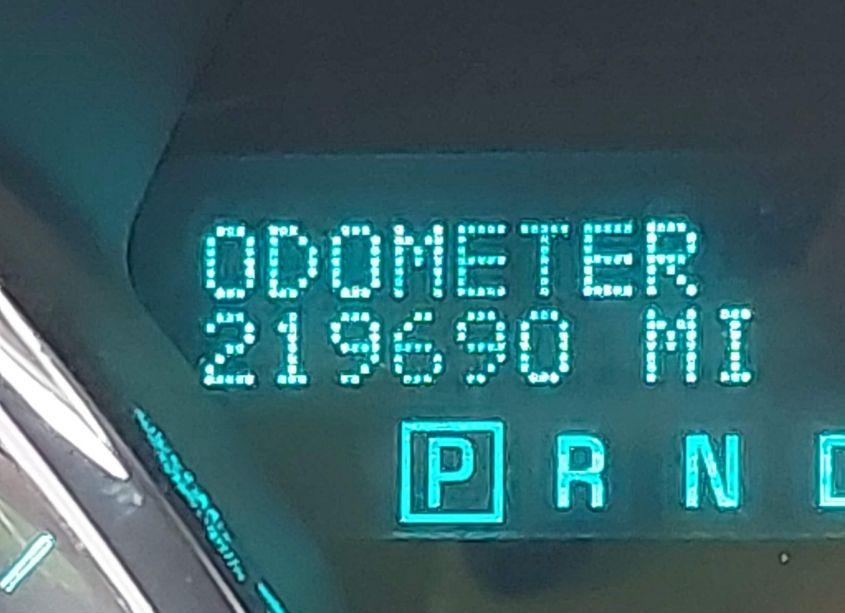 ODOMETER
219690 MI
P R N